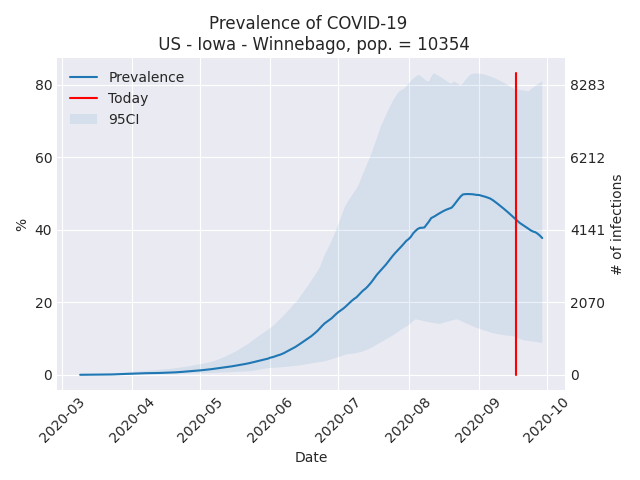 Prevalence of COVID-19
US - Iowa - Winnebago, pop. = 10354
Prevalence
Today
95CI
80
60
40
20
0
%
8283
6212
4141
2070
0
# of infections
2020-03
2020-04
2020-05
2020-06
2020-07
2020-08
2020-09
2020-10
Date